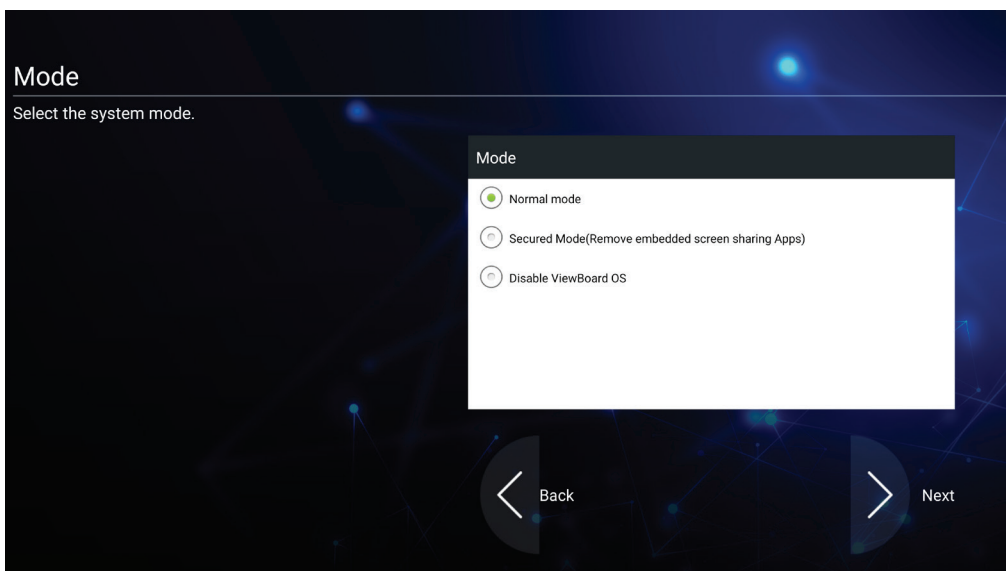 Mode
Select the system mode.
Mode
Normal mode
Secured Mode(Remove embedded screen sharing Apps)
Disable ViewBoard OS
Back
Next